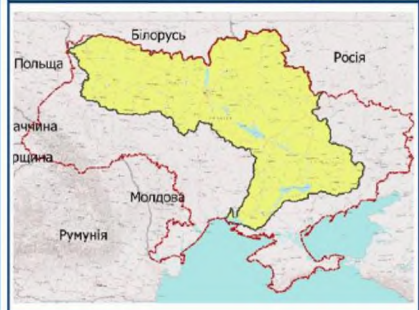 Білорусь
Польща
Росія
аччина
рщина
Молдова
Румунія